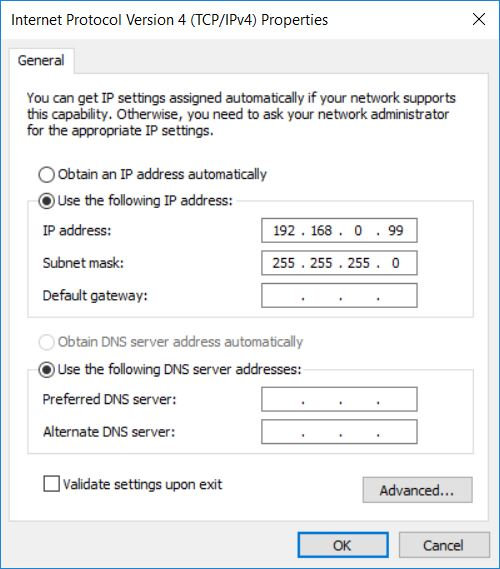 Internet Protocol Version 4 (TCP/IPv4) Properties
General
You can get IP settings assigned automatically if your network supports
this capability. Otherwise, you need to ask your network administrator
for the appropriate IP settings.
Obtain an IP address automatically
Use the following IP address:
IP address: 192 . 168 . 0 . 99
Subnet mask: 255 . 255 . 255 . 0
Default gateway: . . .
Obtain DNS server address automatically
Use the following DNS server addresses:
Preferred DNS server: . . .
Alternate DNS server: . . .
Validate settings upon exit
Advanced...
OK Cancel